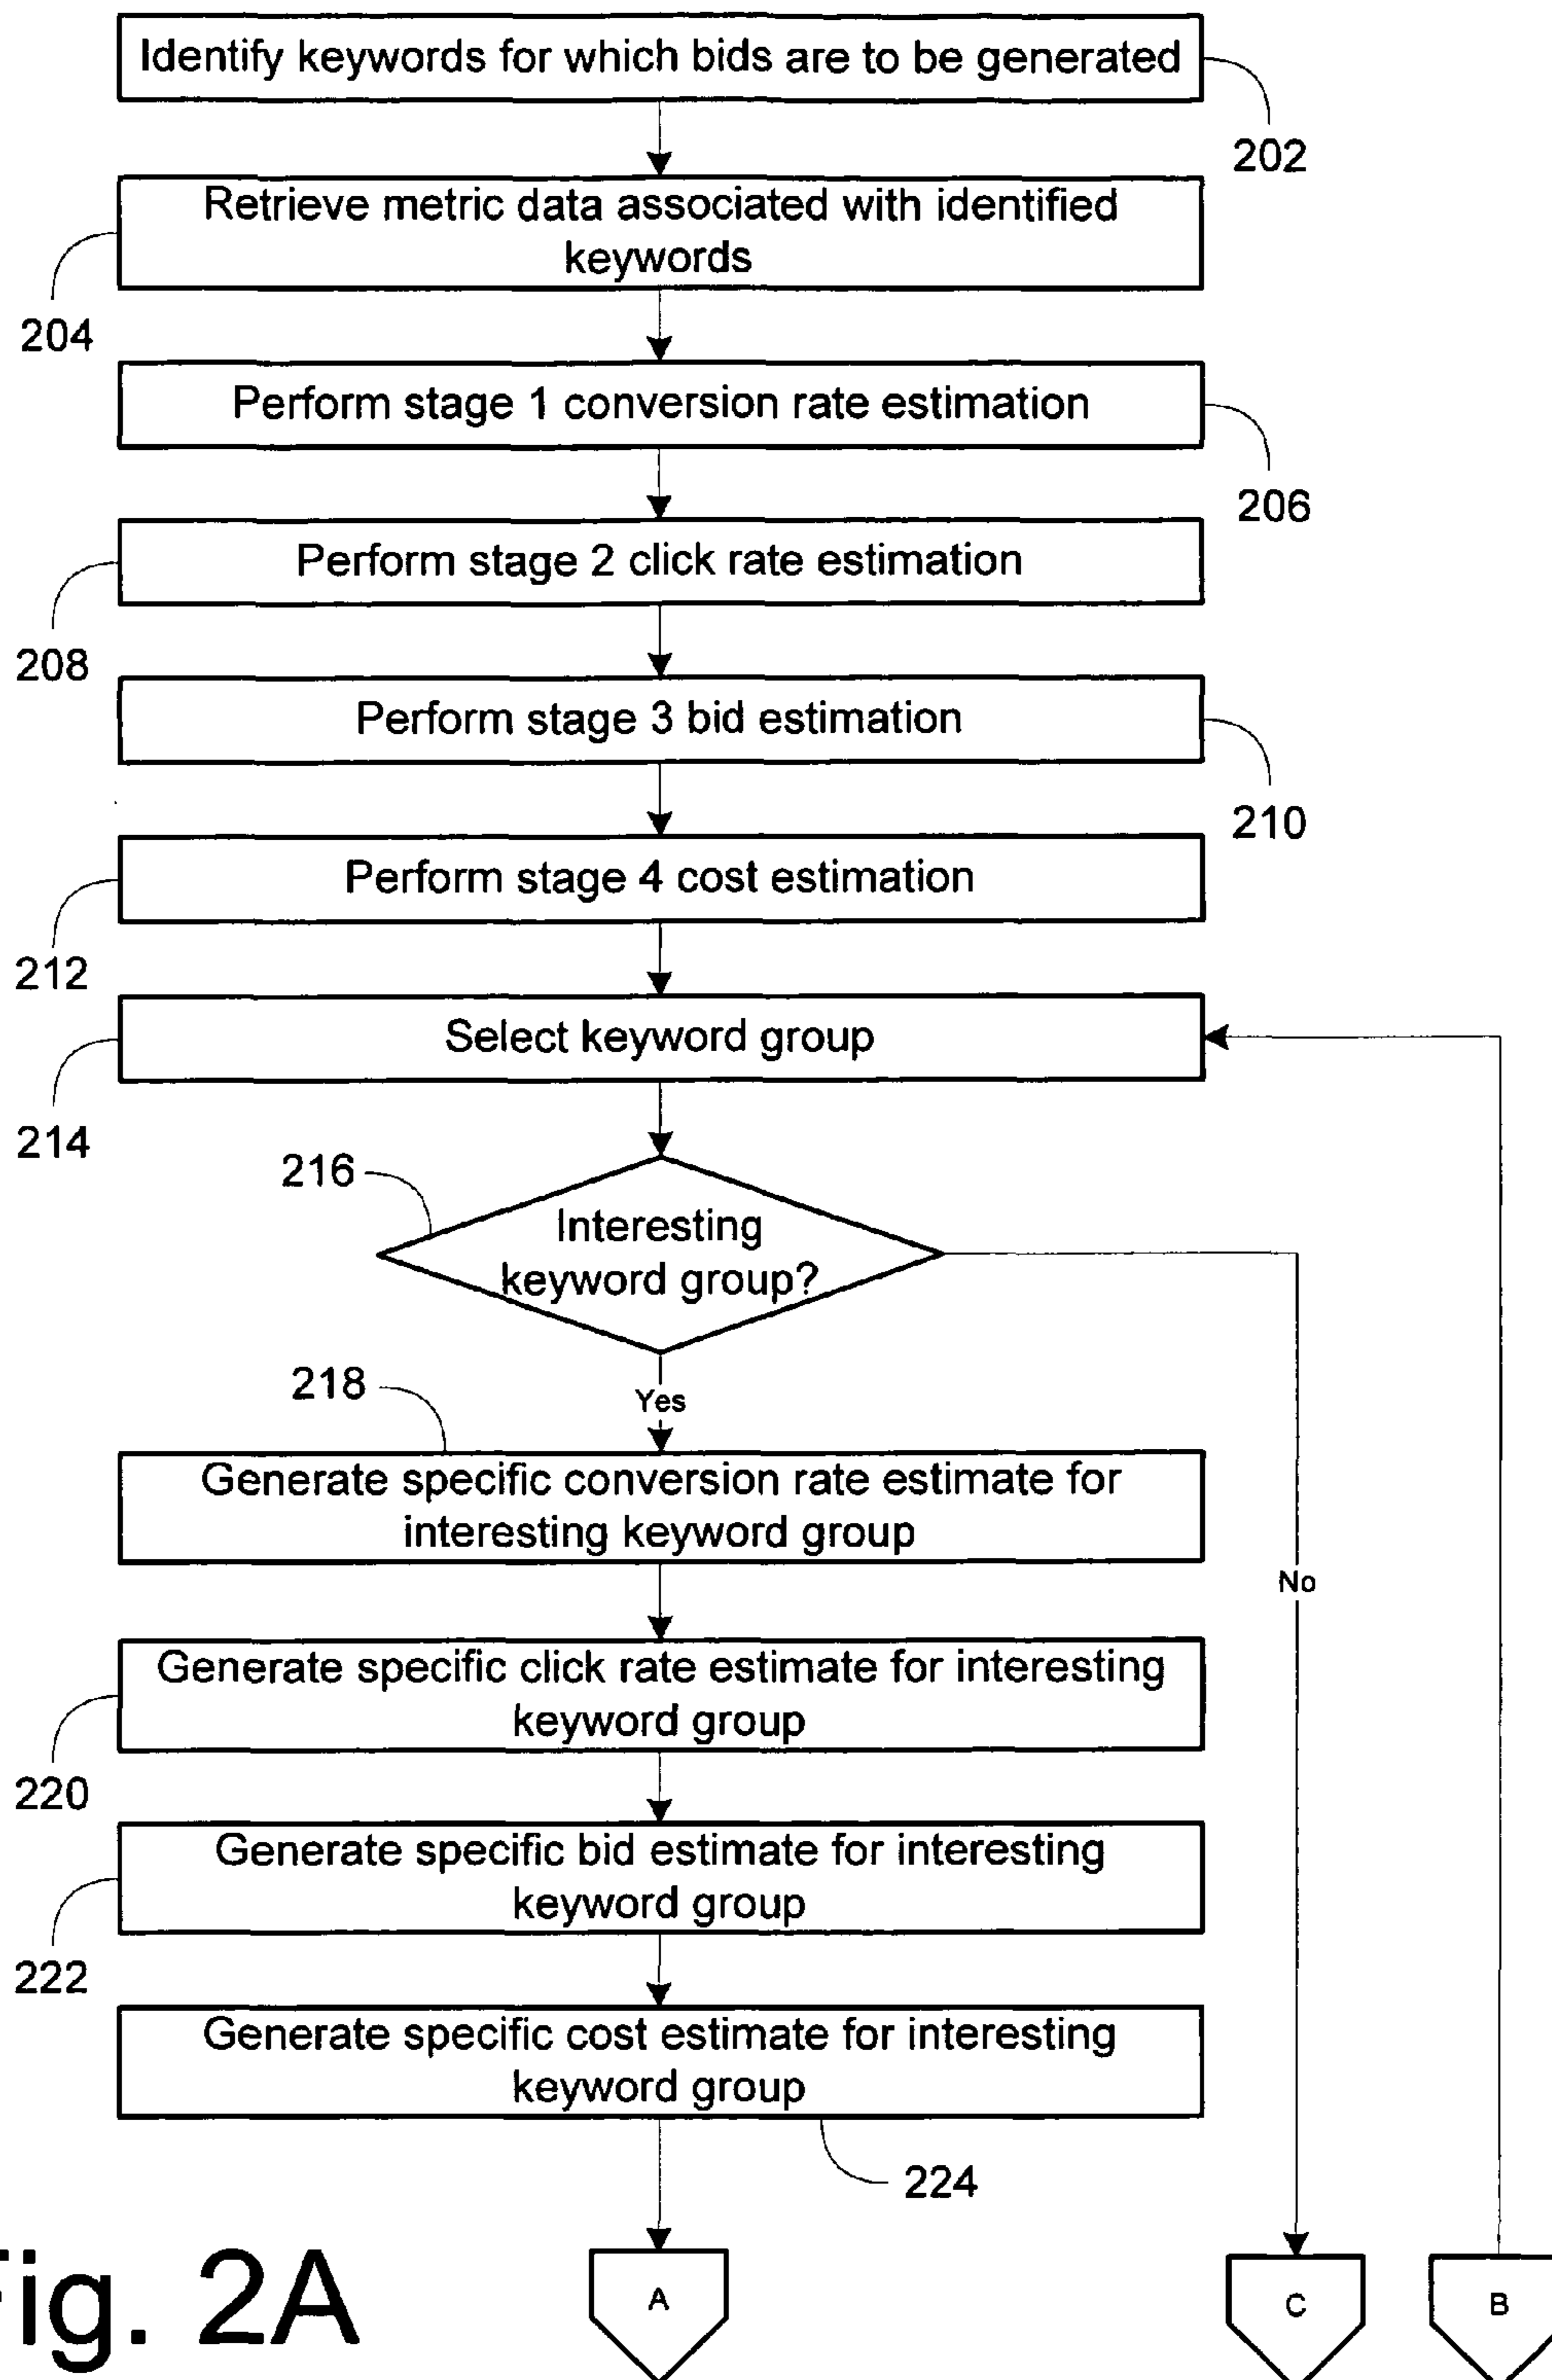 Identify keywords for which bids are to be generated
202
Retrieve metric data associated with identified
keywords
204
Perform stage 1 conversion rate estimation
206
Perform stage 2 click rate estimation
208
Perform stage 3 bid estimation
210
Perform stage 4 cost estimation
212
Select keyword group
214
216
Interesting
keyword group?
218
Yes
Generate specific conversion rate estimate for
interesting keyword group
No
Generate specific click rate estimate for interesting
keyword group
220
Generate specific bid estimate for interesting
keyword group
222
Generate specific cost estimate for interesting
keyword group
224
Fig. 2A
A
C
B